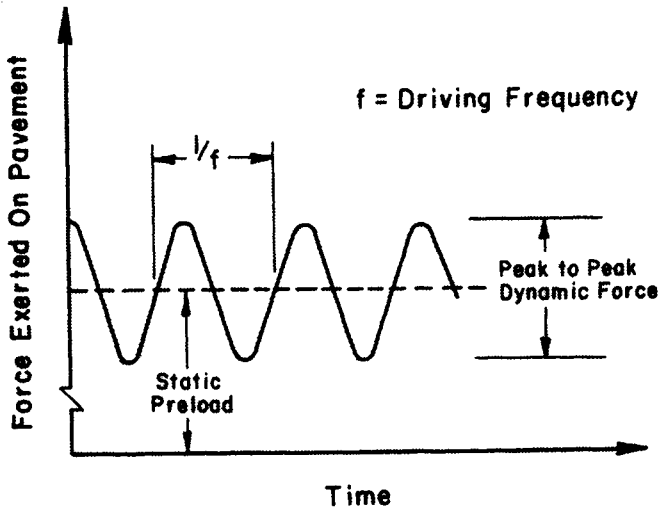 Force Exerted On Pavement
f = Driving Frequency
1/f
Peak to Peak
Dynamic Force
Static
Preload
Time